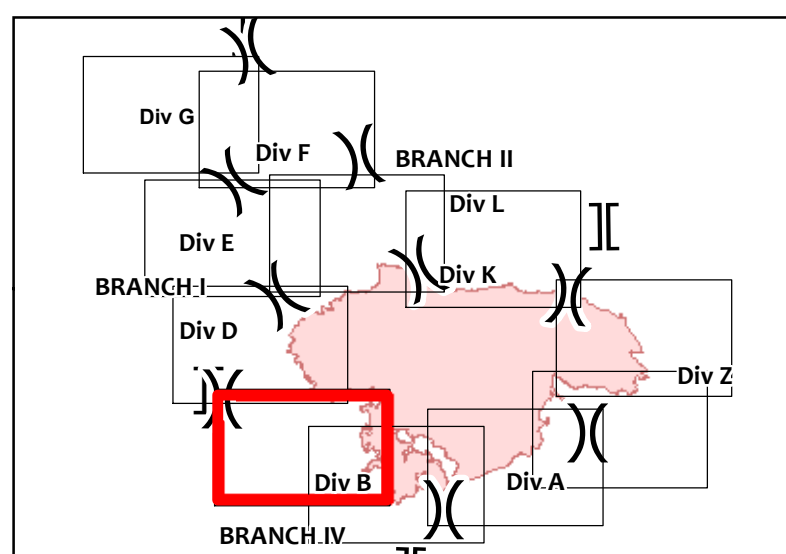 Div G
Div F
BRANCH II
Div L
Div E
Div K
BRANCH I
Div D
Div Z
Div B
Div A
BRANCH IV